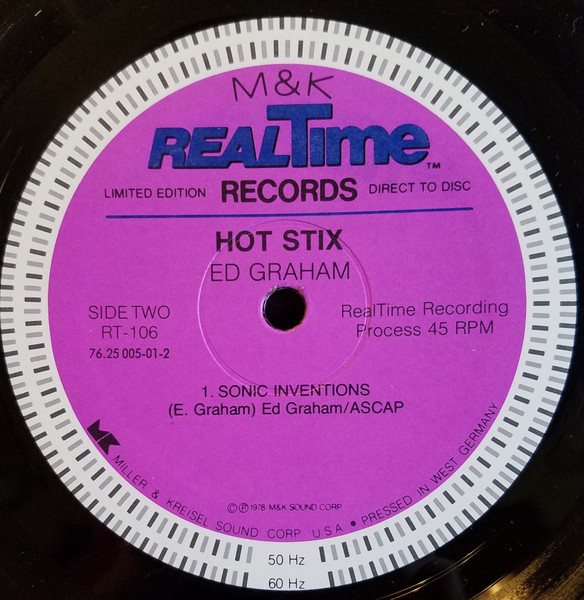 M&K
REALTime™
LIMITED EDITION RECORDS DIRECT TO DISC
HOT STIX
ED GRAHAM
SIDE TWO
RT-106
76.25 005-01-2
RealTime Recording
Process 45 RPM
1. SONIC INVENTIONS
(E. Graham) Ed Graham/ASCAP
MK
MILLER & KREISEL SOUND CORP. U.S.A • PRESSED IN WEST GERMANY
©℗ 1978 M&K SOUND CORP
50 Hz
60 Hz